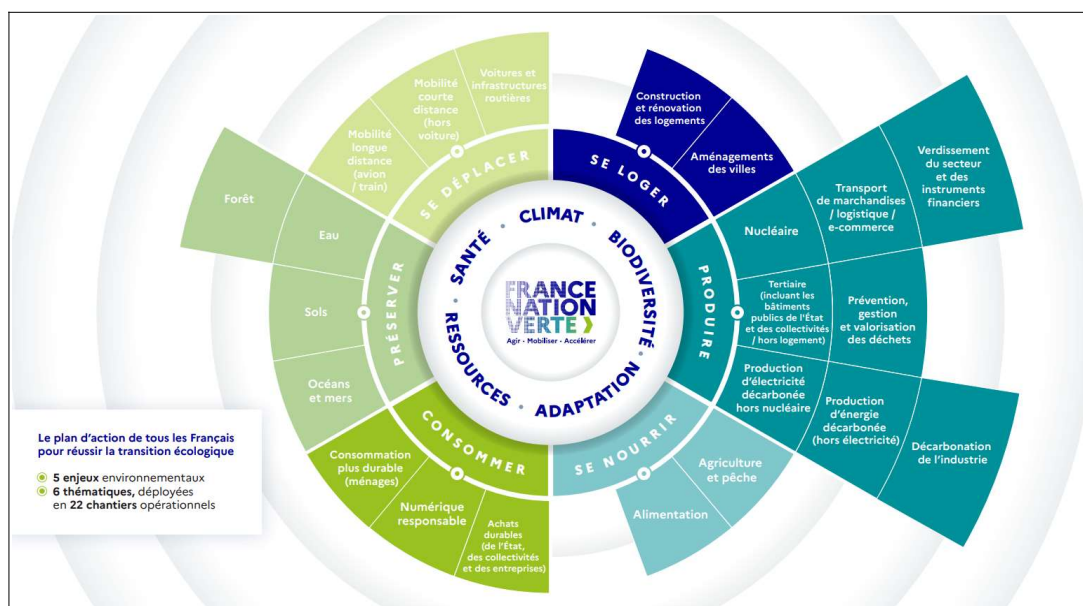 Voitures et
infrastructures
routières
Mobilité
courte
distance
(hors
voiture)
Mobilité
longue
distance
(avion
/ train)
SE DÉPLACER
Construction
et rénovation
des logements
Aménagements
des villes
SE LOGER
Verdissement
du secteur
et des
instruments
financiers
Transport
de marchandises
/ logistique /
e-commerce
Nucléaire
Tertiaire
(incluant les
bâtiments
publics de l'État
et des collectivités
/ hors logement)
Prévention,
gestion
et valorisation
des déchets
Production
d'électricité
décarbonée
hors nucléaire
Production
d'énergie
décarbonée
(hors électricité)
Décarbonation
de l'industrie
PRODUIRE
Agriculture
et pêche
Alimentation
SE NOURRIR
Achats
durables
(de l'État,
des collectivités
et des entreprises)
Numérique
responsable
Consommation
plus durable
(ménages)
CONSOMMER
Océans
et mers
Sols
Eau
Forêt
PRÉSERVER
SANTÉ • CLIMAT • BIODIVERSITÉ • ADAPTATION • RESSOURCES •
FRANCE
NATION
VERTE
Agir • Mobiliser • Accélérer
Le plan d'action de tous les Français
pour réussir la transition écologique
5 enjeux environnementaux
6 thématiques, déployées
en 22 chantiers opérationnels